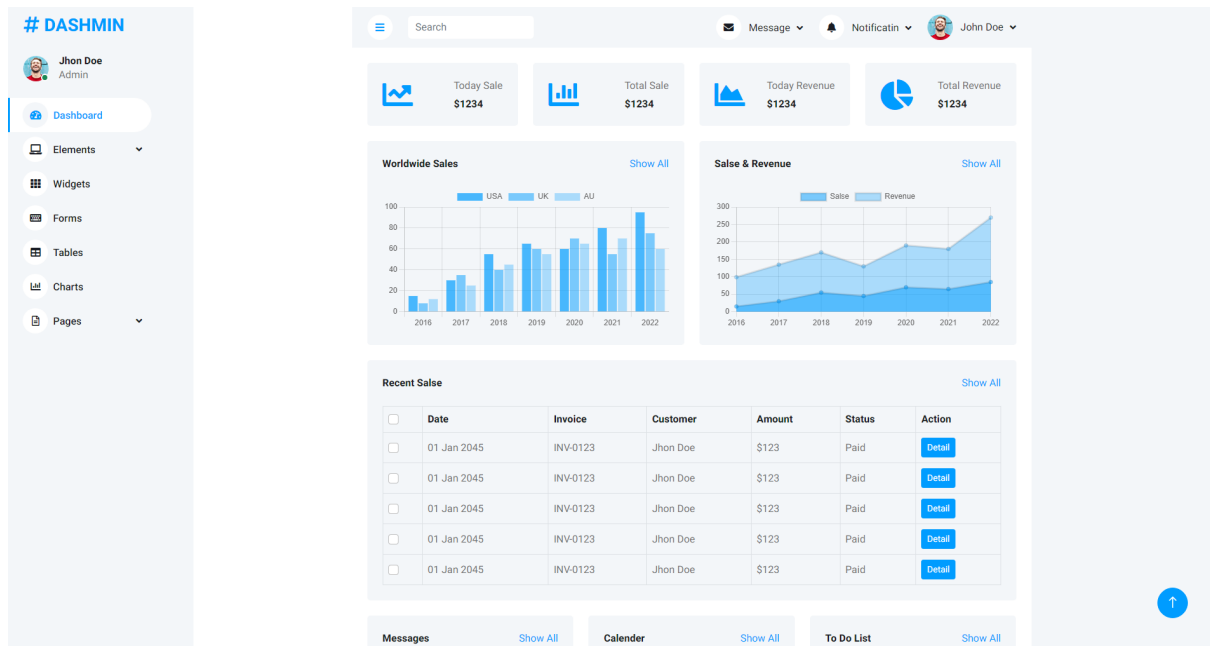 # DASHMIN
Jhon Doe
Admin
Dashboard
Elements
Widgets
Forms
Tables
Charts
Pages
Search
Message
Notificatin
John Doe
Today Sale
$1234
Total Sale
$1234
Today Revenue
$1234
Total Revenue
$1234
Worldwide Sales Show All
USA UK AU
100
80
60
40
20
0
2016 2017 2018 2019 2020 2021 2022
Salse & Revenue Show All
Salse Revenue
300
250
200
150
100
50
0
2016 2017 2018 2019 2020 2021 2022
Recent Salse Show All
Date Invoice Customer Amount Status Action
01 Jan 2045 INV-0123 Jhon Doe $123 Paid Detail
01 Jan 2045 INV-0123 Jhon Doe $123 Paid Detail
01 Jan 2045 INV-0123 Jhon Doe $123 Paid Detail
01 Jan 2045 INV-0123 Jhon Doe $123 Paid Detail
01 Jan 2045 INV-0123 Jhon Doe $123 Paid Detail
Messages Show All
Calender Show All
To Do List Show All